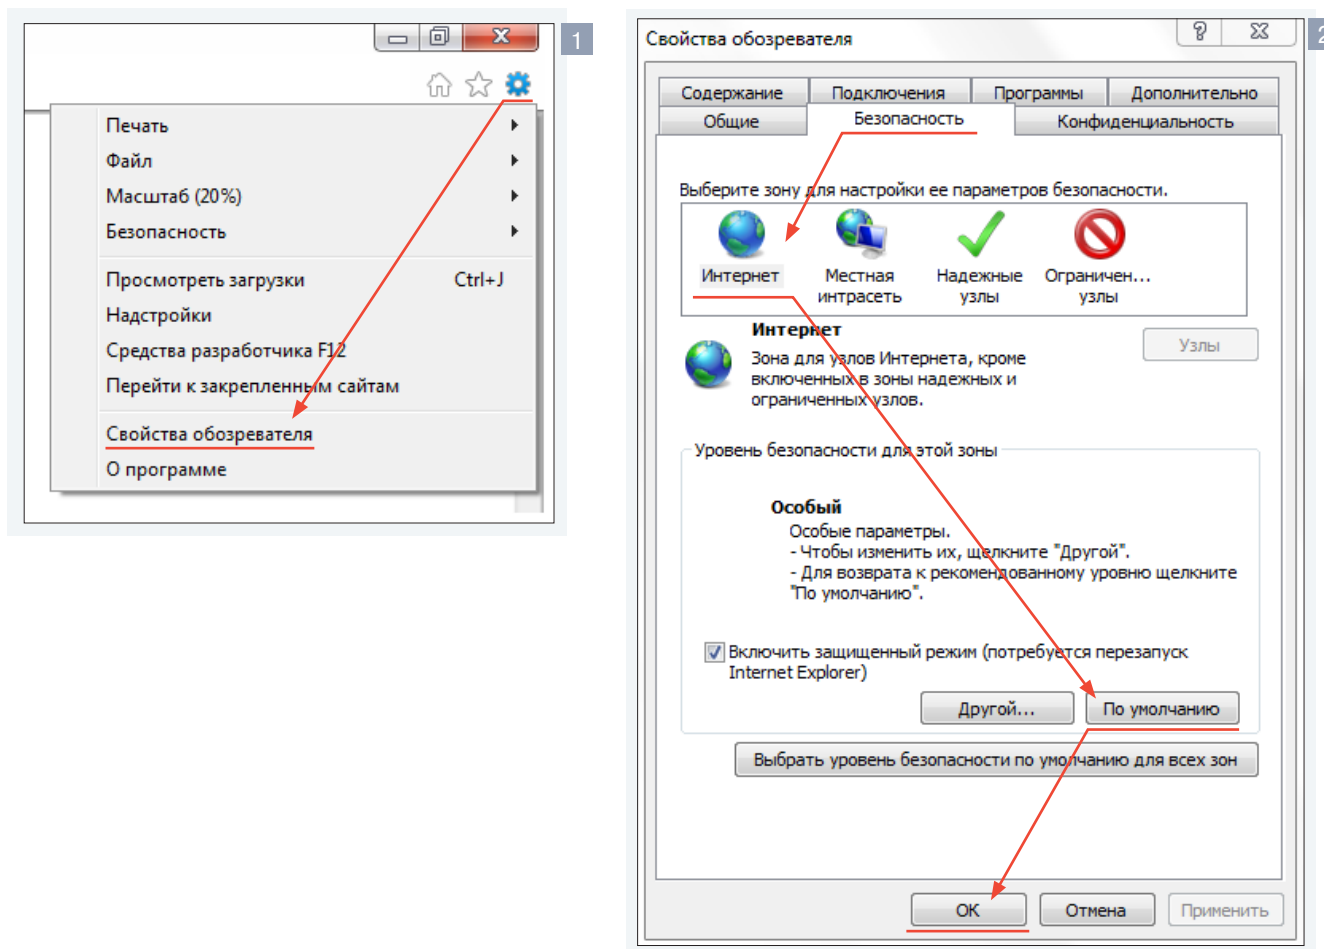 1
Печать
Файл
Масштаб (20%)
Безопасность
Просмотреть загрузки Ctrl+J
Надстройки
Средства разработчика F12
Перейти к закрепленным сайтам
Свойства обозревателя
О программе
2
Свойства обозревателя
Содержание Подключения Программы Дополнительно
Общие Безопасность Конфиденциальность
Выберите зону для настройки ее параметров безопасности.
Интернет Местная интрасеть Надежные узлы Ограничен... узлы
Интернет
Узлы
Зона для узлов Интернета, кроме
включенных в зоны надежных и
ограниченных узлов.
Уровень безопасности для этой зоны
Особый
Особые параметры.
- Чтобы изменить их, щелкните "Другой".
- Для возврата к рекомендованному уровню щелкните
"По умолчанию".
Включить защищенный режим (потребуется перезапуск
Internet Explorer)
Другой... По умолчанию
Выбрать уровень безопасности по умолчанию для всех зон
ОК Отмена Применить